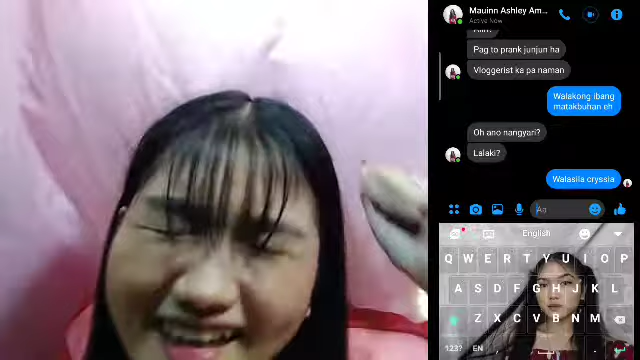 Mauinn Ashley Am...
Active Now
Pag to prank junjun ha
Vloggerist ka pa naman
Walakong ibang
matakbuhan eh
Oh ano nangyari?
Lalaki?
Walasila cryssia
Aa
English
Q W E R T Y U I O P
A S D F G H J K L
Z X C V B N M
123? EN